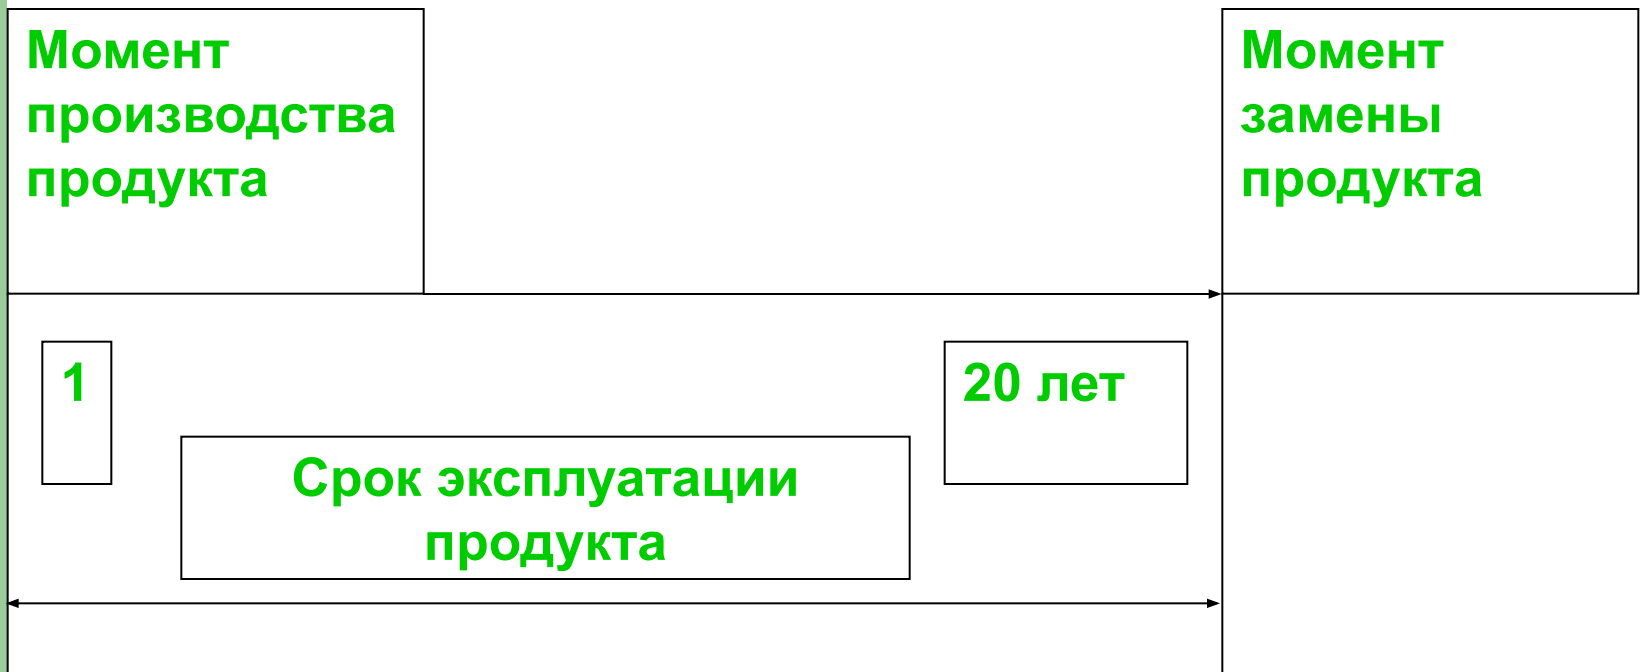 Момент
производства
продукта
Момент
замены
продукта
1
20 лет
Срок эксплуатации
продукта